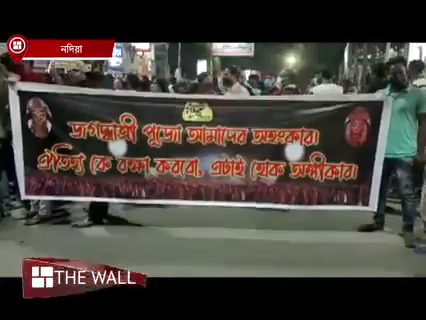 নদিয়া
জগদ্ধাত্রী পুজো আমাদের অহংকার।
ঐতিহ্য কে রক্ষা করবো, এটাই হোক অঙ্গীকার।
THE WALL